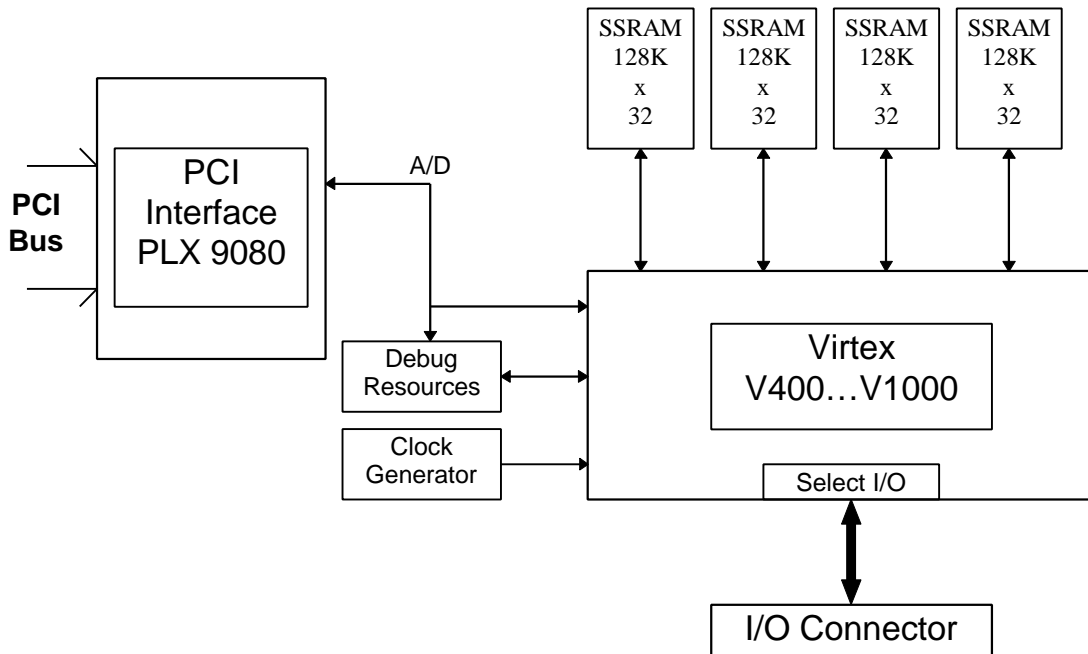 SSRAM
128K
x
32
SSRAM
128K
x
32
SSRAM
128K
x
32
SSRAM
128K
x
32
PCI
Bus
PCI
Interface
PLX 9080
A/D
Debug
Resources
Clock
Generator
Virtex
V400…V1000
Select I/O
I/O Connector